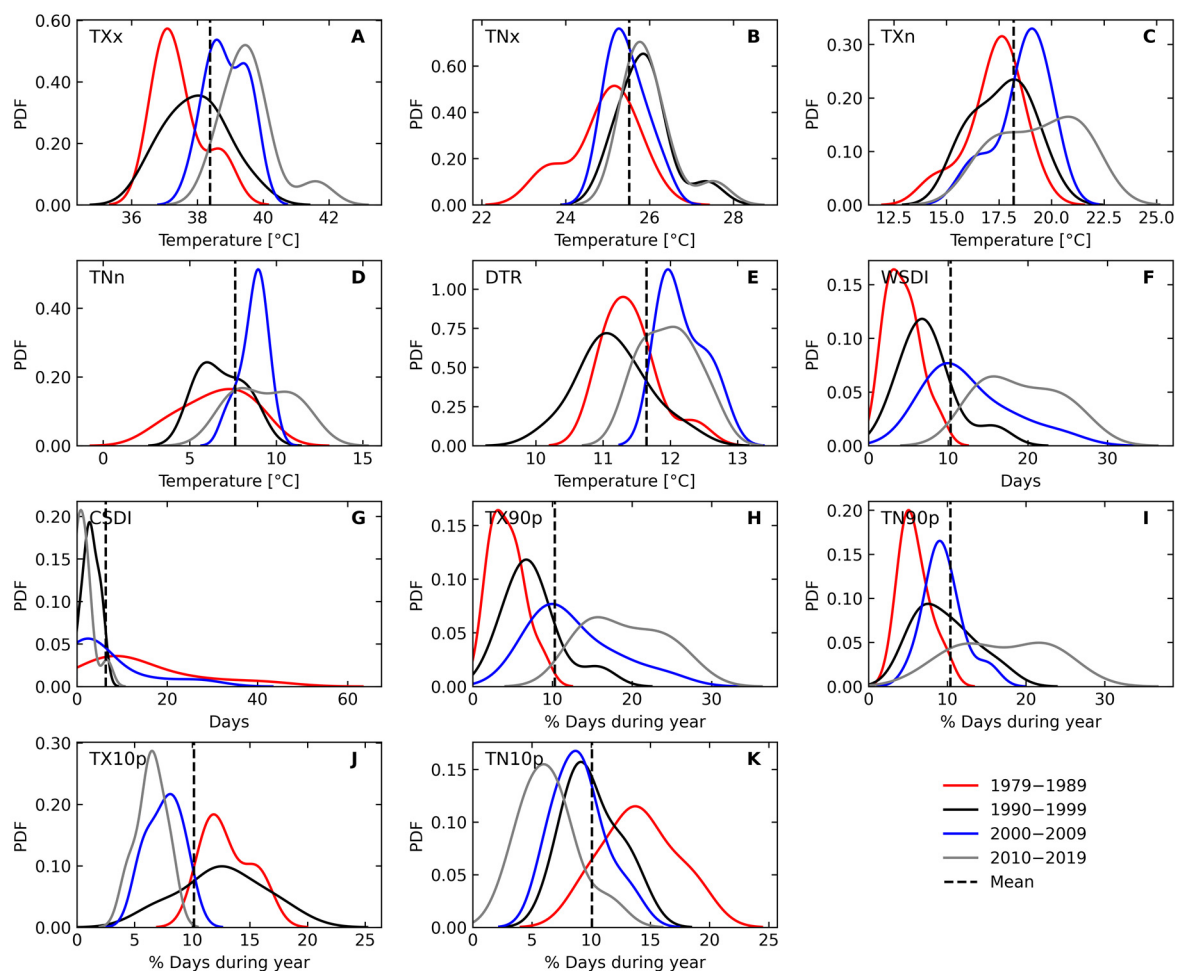 TXx A
PDF
0.60
0.40
0.20
0.00
36 38 40 42
Temperature [°C]
TNx B
PDF
0.80
0.60
0.40
0.20
0.00
22 24 26 28
Temperature [°C]
TXn C
PDF
0.30
0.20
0.10
0.00
12.5 15.0 17.5 20.0 22.5 25.0
Temperature [°C]
TNn D
PDF
0.40
0.20
0.00
0 5 10 15
Temperature [°C]
DTR E
PDF
1.00
0.75
0.50
0.25
0.00
10 11 12 13
Temperature [°C]
WSDI F
PDF
0.15
0.10
0.05
0.00
0 10 20 30
Days
CSDI G
PDF
0.20
0.15
0.10
0.05
0.00
0 20 40 60
Days
TX90p H
PDF
0.15
0.10
0.05
0.00
0 10 20 30
% Days during year
TN90p I
PDF
0.20
0.15
0.10
0.05
0.00
0 10 20 30
% Days during year
TX10p J
PDF
0.30
0.20
0.10
0.00
0 5 10 15 20 25
% Days during year
TN10p K
PDF
0.15
0.10
0.05
0.00
0 5 10 15 20 25
% Days during year
1979−1989
1990−1999
2000−2009
2010−2019
Mean